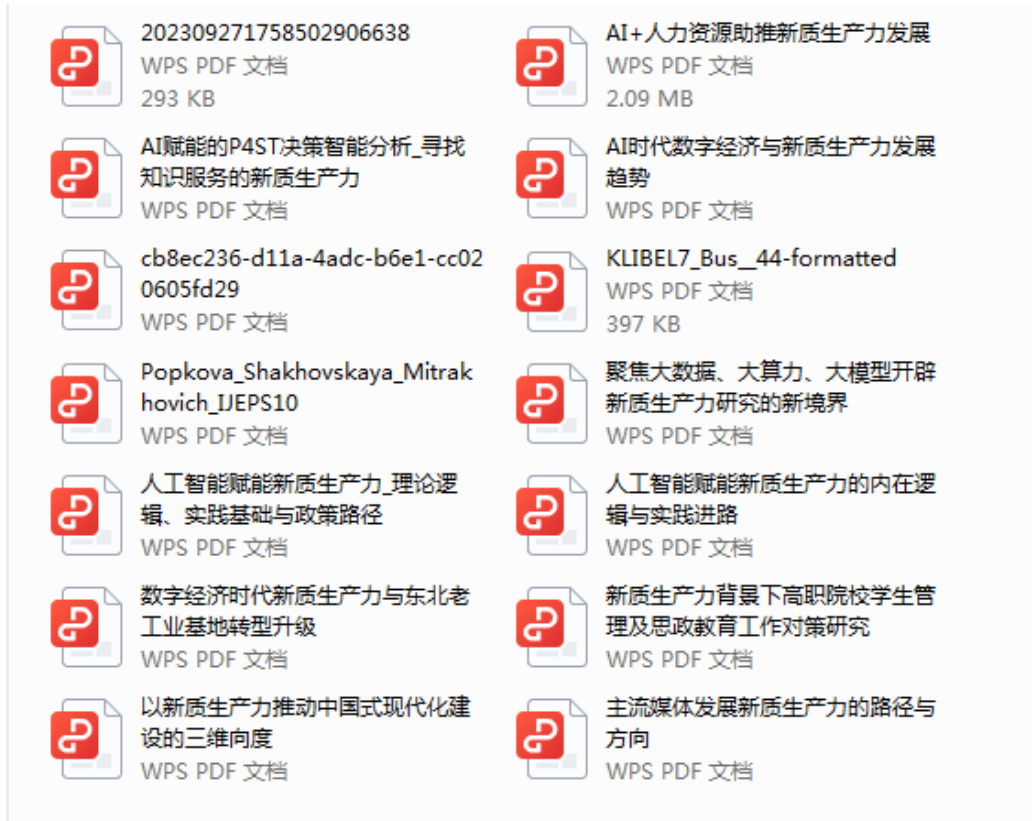 202309271758502906638
WPS PDF 文档
293 KB
AI+人力资源助推新质生产力发展
WPS PDF 文档
2.09 MB
AI赋能的P4ST决策智能分析_寻找
知识服务的新质生产力
WPS PDF 文档
AI时代数字经济与新质生产力发展
趋势
WPS PDF 文档
cb8ec236-d11a-4adc-b6e1-cc02
0605fd29
WPS PDF 文档
KLIBEL7_Bus__44-formatted
WPS PDF 文档
397 KB
Popkova_Shakhovskaya_Mitrak
hovich_IJEPS10
WPS PDF 文档
聚焦大数据、大算力、大模型开辟
新质生产力研究的新境界
WPS PDF 文档
人工智能赋能新质生产力_理论逻
辑、实践基础与政策路径
WPS PDF 文档
人工智能赋能新质生产力的内在逻
辑与实践进路
WPS PDF 文档
数字经济时代新质生产力与东北老
工业基地转型升级
WPS PDF 文档
新质生产力背景下高职院校学生管
理及思政教育工作对策研究
WPS PDF 文档
以新质生产力推动中国式现代化建
设的三维向度
WPS PDF 文档
主流媒体发展新质生产力的路径与
方向
WPS PDF 文档